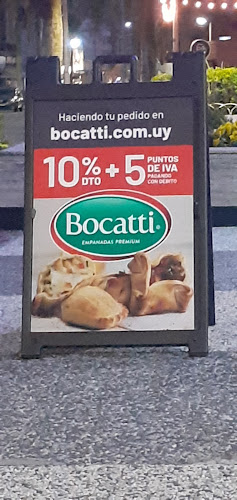 Haciendo tu pedido en
bocatti.com.uy
10% DTO + 5 PUNTOS DE IVA
PAGANDO CON DÉBITO
Bocatti®
EMPANADAS PREMIUM